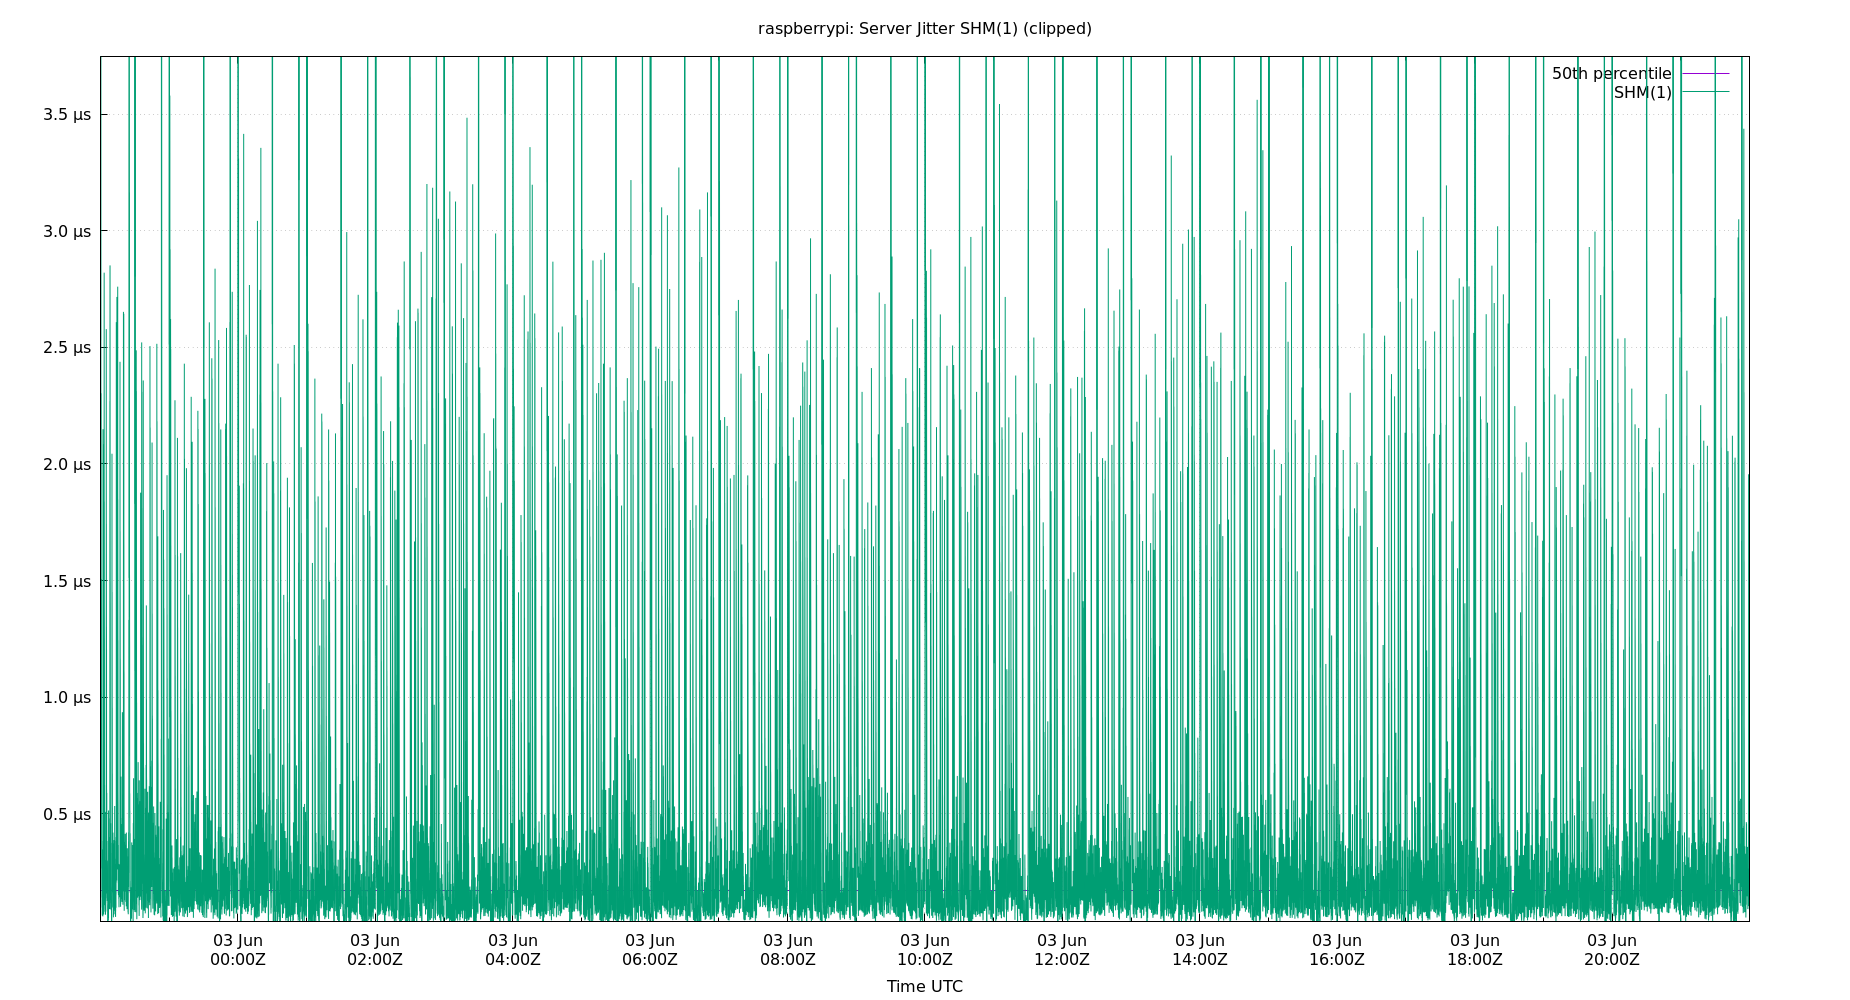 raspberrypi: Server Jitter SHM(1) (clipped)
50th percentile
SHM(1)
3.5 µs
3.0 µs
2.5 µs
2.0 µs
1.5 µs
1.0 µs
0.5 µs
03 Jun 03 Jun 03 Jun 03 Jun 03 Jun 03 Jun 03 Jun 03 Jun 03 Jun 03 Jun 03 Jun
00:00Z 02:00Z 04:00Z 06:00Z 08:00Z 10:00Z 12:00Z 14:00Z 16:00Z 18:00Z 20:00Z
Time UTC